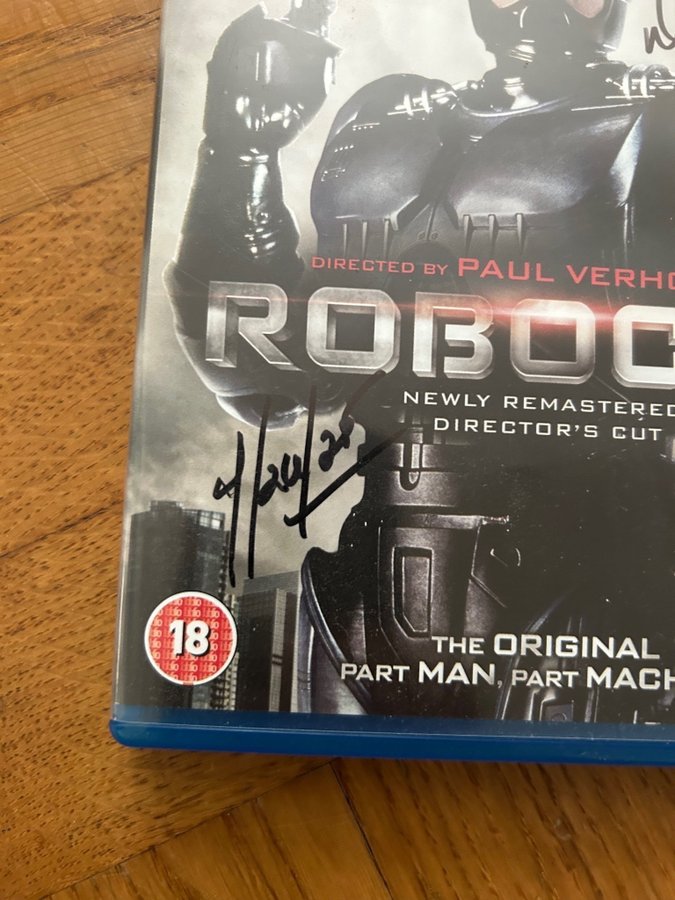 DIRECTED BY PAUL VERHO
ROBOC
NEWLY REMASTERED
DIRECTOR'S CUT
18
THE ORIGINAL
PART MAN, PART MACH